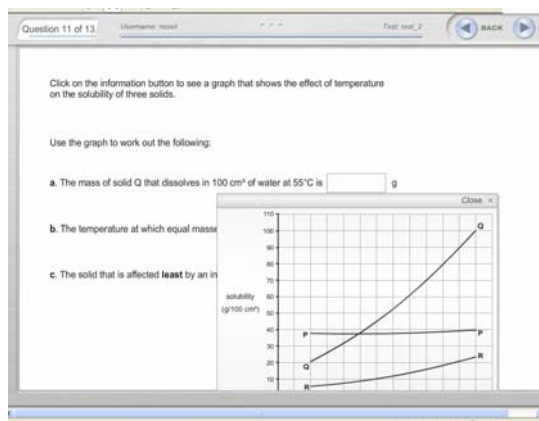 Question 11 of 13
Username:
Test: test_2
BACK
Click on the information button to see a graph that shows the effect of temperature
on the solubility of three solids.
Use the graph to work out the following:
a. The mass of solid Q that dissolves in 100 cm³ of water at 55°C is g
Close ×
b. The temperature at which equal masse
c. The solid that is affected least by an in
110
100
90
80
70
solubility 60
(g/100 cm³) 50
40
30
20
10
Q
P P
Q
R R